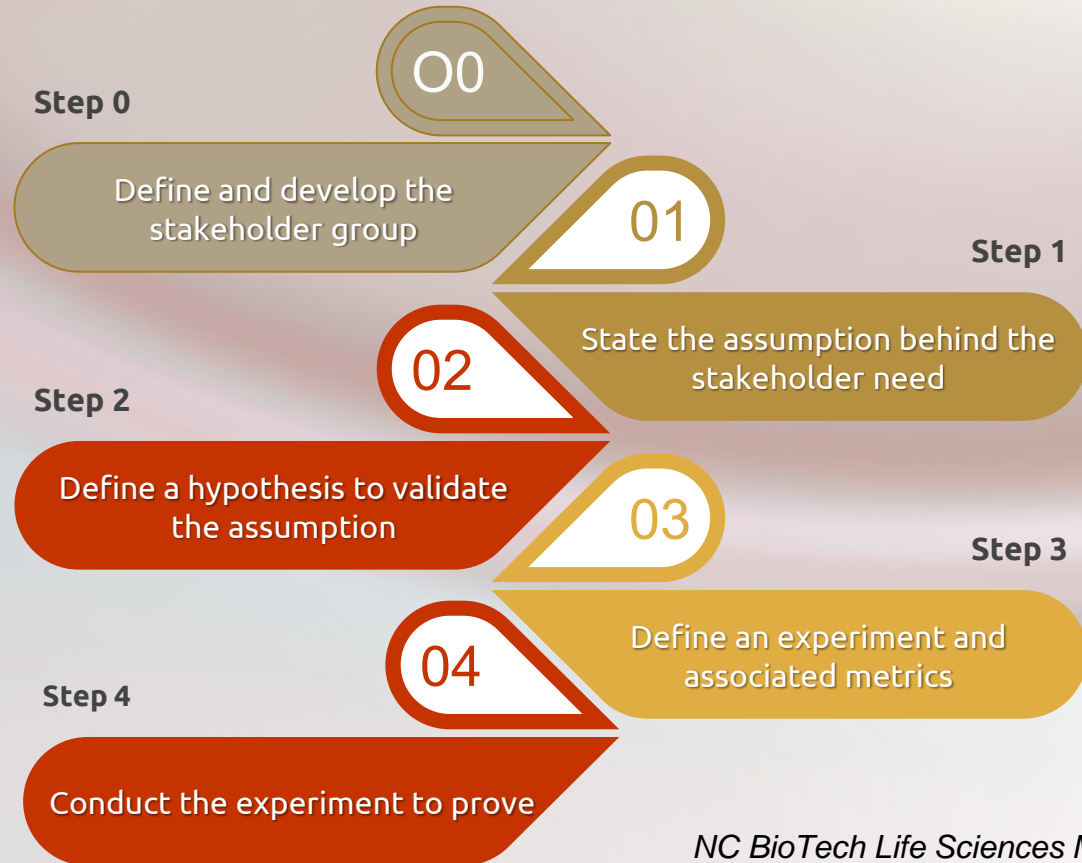 O0
Step 0
Define and develop the
stakeholder group
01
Step 1
State the assumption behind the
stakeholder need
02
Step 2
Define a hypothesis to validate
the assumption
03
Step 3
Define an experiment and
associated metrics
04
Step 4
Conduct the experiment to prove
NC BioTech Life Sciences